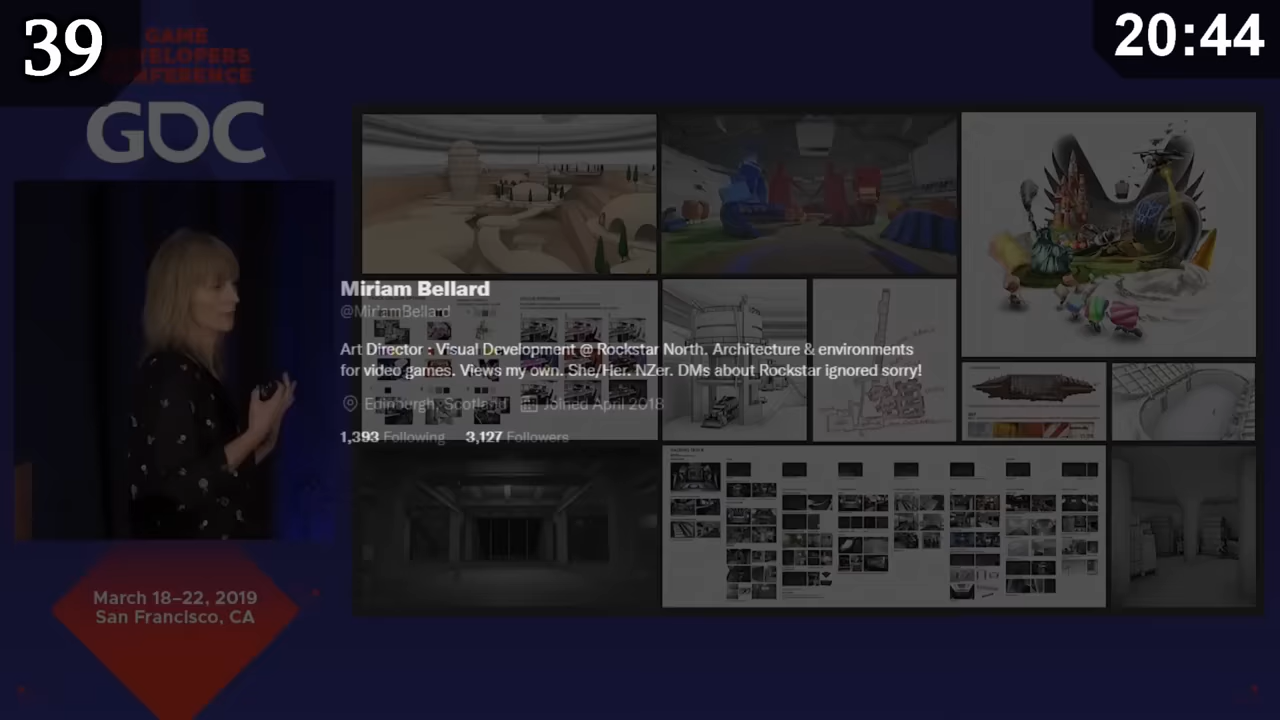 39
20:44
GAME
DEVELOPERS
CONFERENCE
GDC
Miriam Bellard
@MiriamBellard
Art Director : Visual Development @ Rockstar North. Architecture & environments
for video games. Views my own. She/Her. NZer. DMs about Rockstar ignored sorry!
Edinburgh, Scotland Joined April 2018
1,393 Following 3,127 Followers
March 18–22, 2019
San Francisco, CA